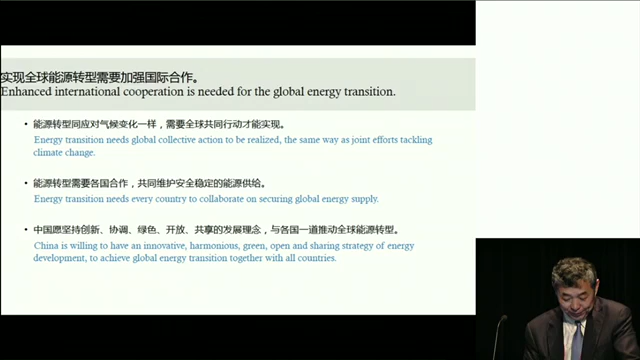 实现全球能源转型需要加强国际合作。
Enhanced international cooperation is needed for the global energy transition.
• 能源转型同应对气候变化一样，需要全球共同行动才能实现。
Energy transition needs global collective action to be realized, the same way as joint efforts tackling
climate change.
• 能源转型需要各国合作，共同维护安全稳定的能源供给。
Energy transition needs every country to collaborate on securing global energy supply.
• 中国愿坚持创新、协调、绿色、开放、共享的发展理念，与各国一道推动全球能源转型。
China is willing to have an innovative, harmonious, green, open and sharing strategy of energy
development, to achieve global energy transition together with all countries.